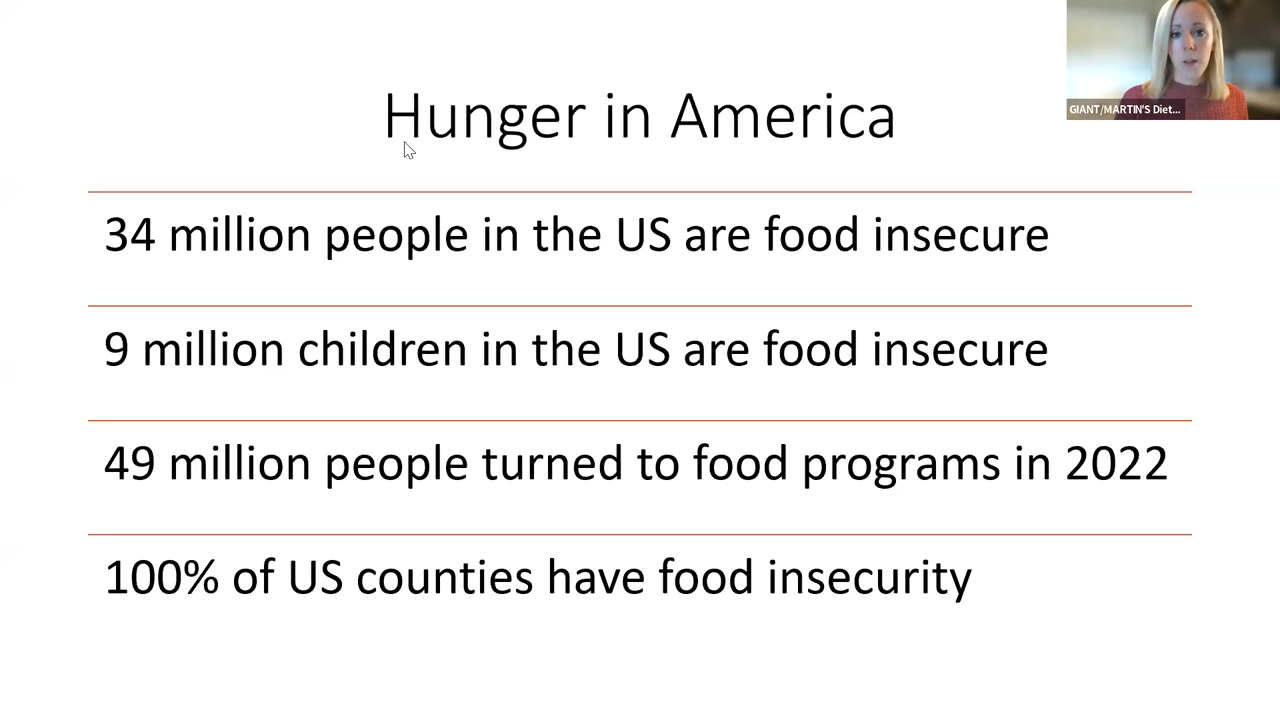 GIANT/MARTIN'S Diet...
Hunger in America
34 million people in the US are food insecure
9 million children in the US are food insecure
49 million people turned to food programs in 2022
100% of US counties have food insecurity